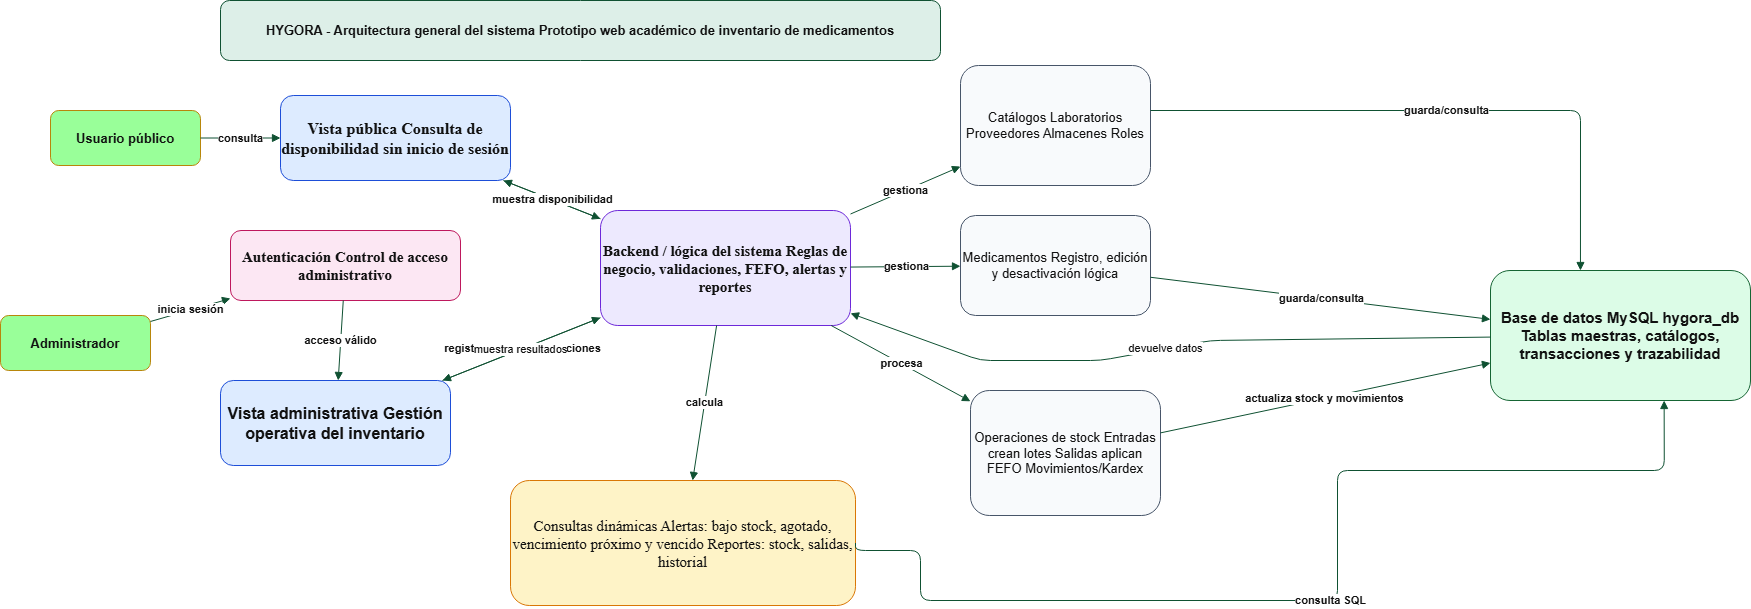 HYGORA - Arquitectura general del sistema Prototipo web académico de inventario de medicamentos
Usuario público
consulta
Vista pública Consulta de
disponibilidad sin inicio de sesión
muestra disponibilidad
Autenticación Control de acceso
administrativo
inicia sesión
Administrador
acceso válido
Vista administrativa Gestión
operativa del inventario
regist
muestra resultados
ciones
Backend / lógica del sistema Reglas de
negocio, validaciones, FEFO, alertas y
reportes
gestiona
Catálogos Laboratorios
Proveedores Almacenes Roles
guarda/consulta
gestiona
Medicamentos Registro, edición
y desactivación lógica
guarda/consulta
Base de datos MySQL hygora_db
Tablas maestras, catálogos,
transacciones y trazabilidad
devuelve datos
procesa
Operaciones de stock Entradas
crean lotes Salidas aplican
FEFO Movimientos/Kardex
actualiza stock y movimientos
calcula
Consultas dinámicas Alertas: bajo stock, agotado,
vencimiento próximo y vencido Reportes: stock, salidas,
historial
consulta SQL